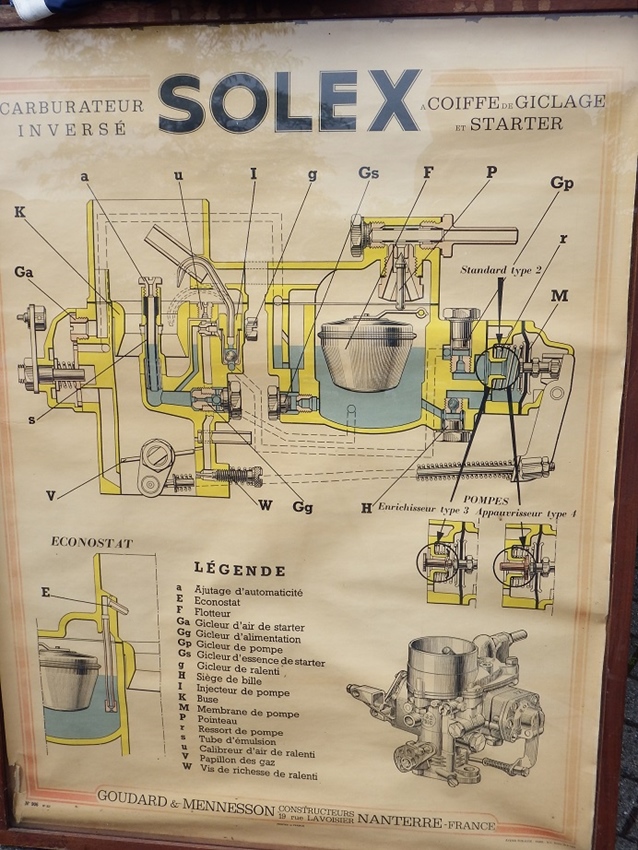 CARBURATEUR
INVERSÉ
SOLEX
A COIFFE DE GICLAGE
ET STARTER
a u I g Gs F P Gp
K
Ga
Standard type 2
r
M
s
V
W Gg H
POMPES
Enrichisseur type 3 Appauvrisseur type 4
ECONOSTAT
E
LÉGENDE
a Ajutage d'automaticité
E Econostat
F Flotteur
Ga Gicleur d'air de starter
Gg Gicleur d'alimentation
Gp Gicleur de pompe
Gs Gicleur d'essence de starter
g Gicleur de ralenti
H Siège de bille
I Injecteur de pompe
K Buse
M Membrane de pompe
P Pointeau
r Ressort de pompe
s Tube d'émulsion
u Calibreur d'air de ralenti
V Papillon des gaz
W Vis de richesse de ralenti
GOUDARD & MENNESSON CONSTRUCTEURS
19 rue LAVOISIER NANTERRE-FRANCE